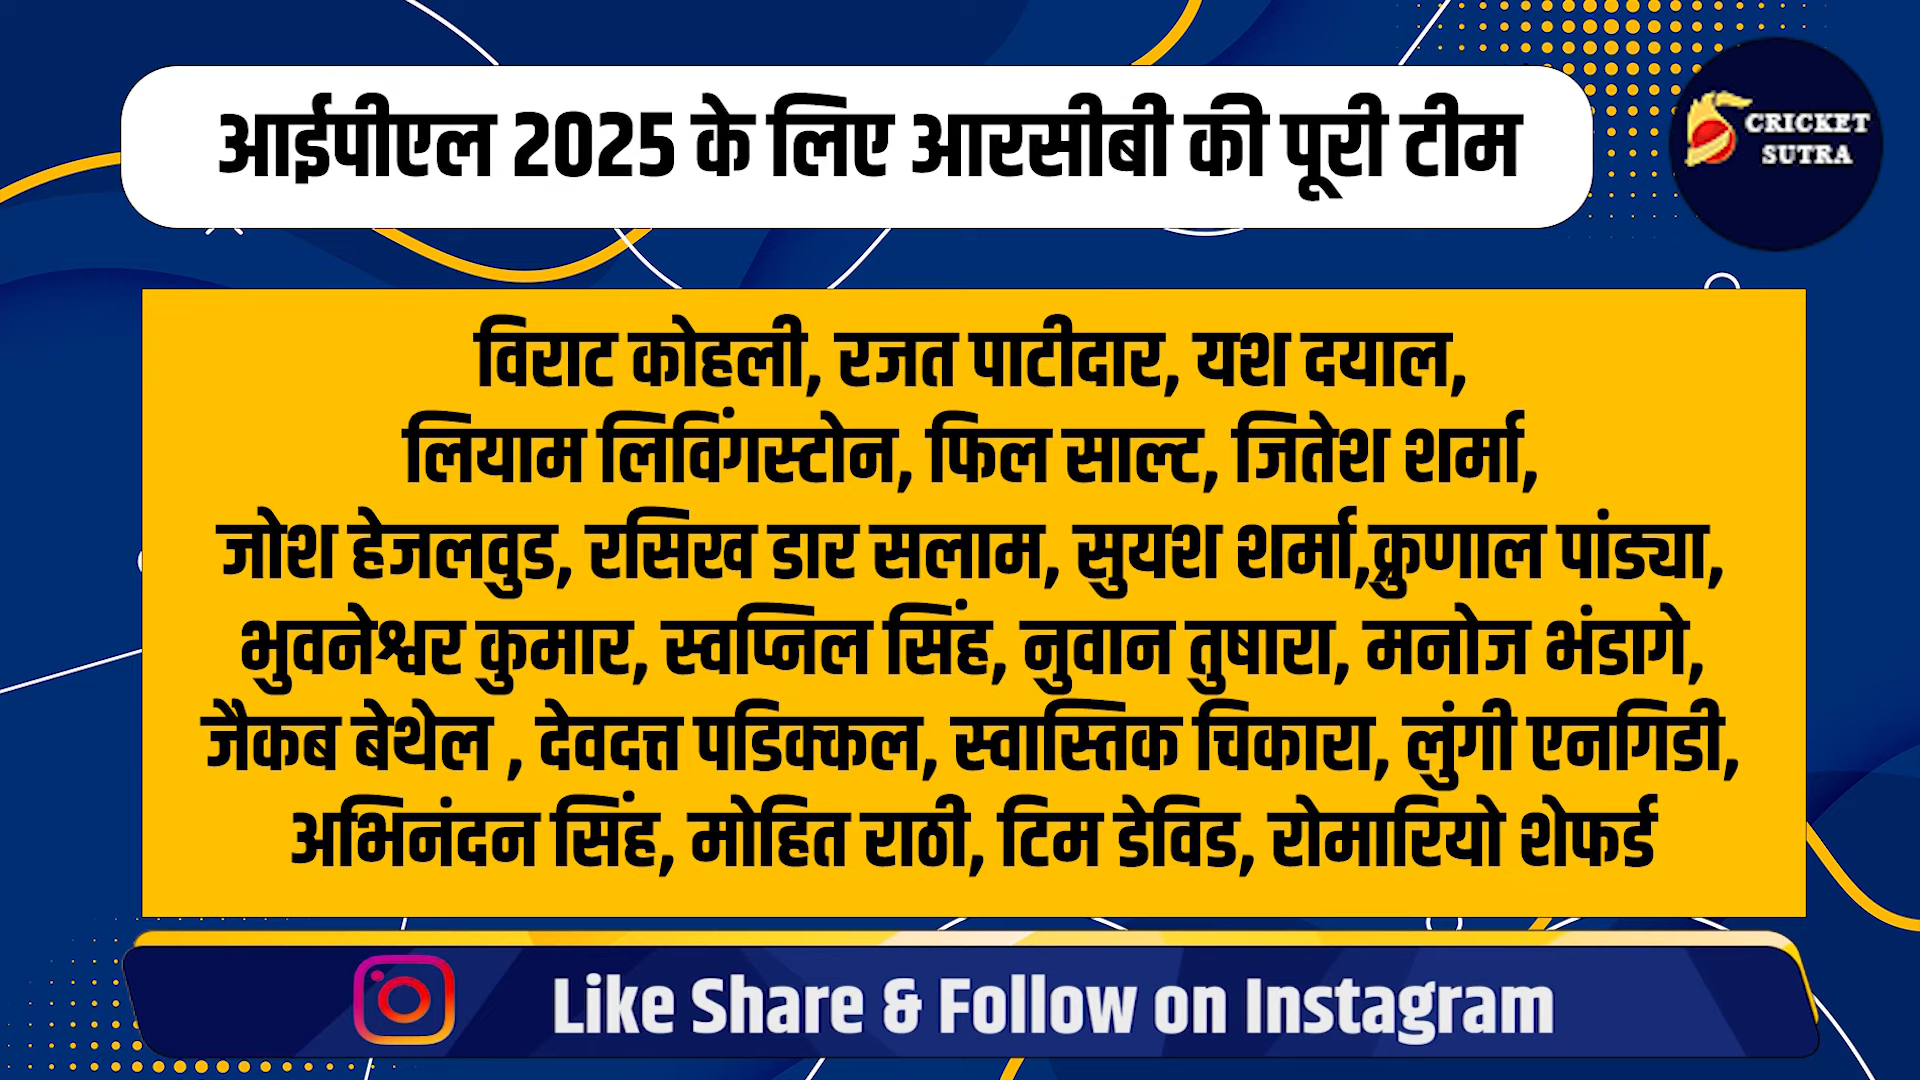 आईपीएल 2025 के लिए आरसीबी की पूरी टीम
CRICKET
SUTRA
विराट कोहली, रजत पाटीदार, यश दयाल,
लियाम लिविंगस्टोन, फिल साल्ट, जितेश शर्मा,
जोश हेजलवुड, रसिख डार सलाम, सुयश शर्मा,क्रुणाल पांड्या,
भुवनेश्वर कुमार, स्वप्निल सिंह, नुवान तुषारा, मनोज भंडागे,
जैकब बेथेल , देवदत्त पडिक्कल, स्वास्तिक चिकारा, लुंगी एनगिडी,
अभिनंदन सिंह, मोहित राठी, टिम डेविड, रोमारियो शेफर्ड
Like Share & Follow on Instagram